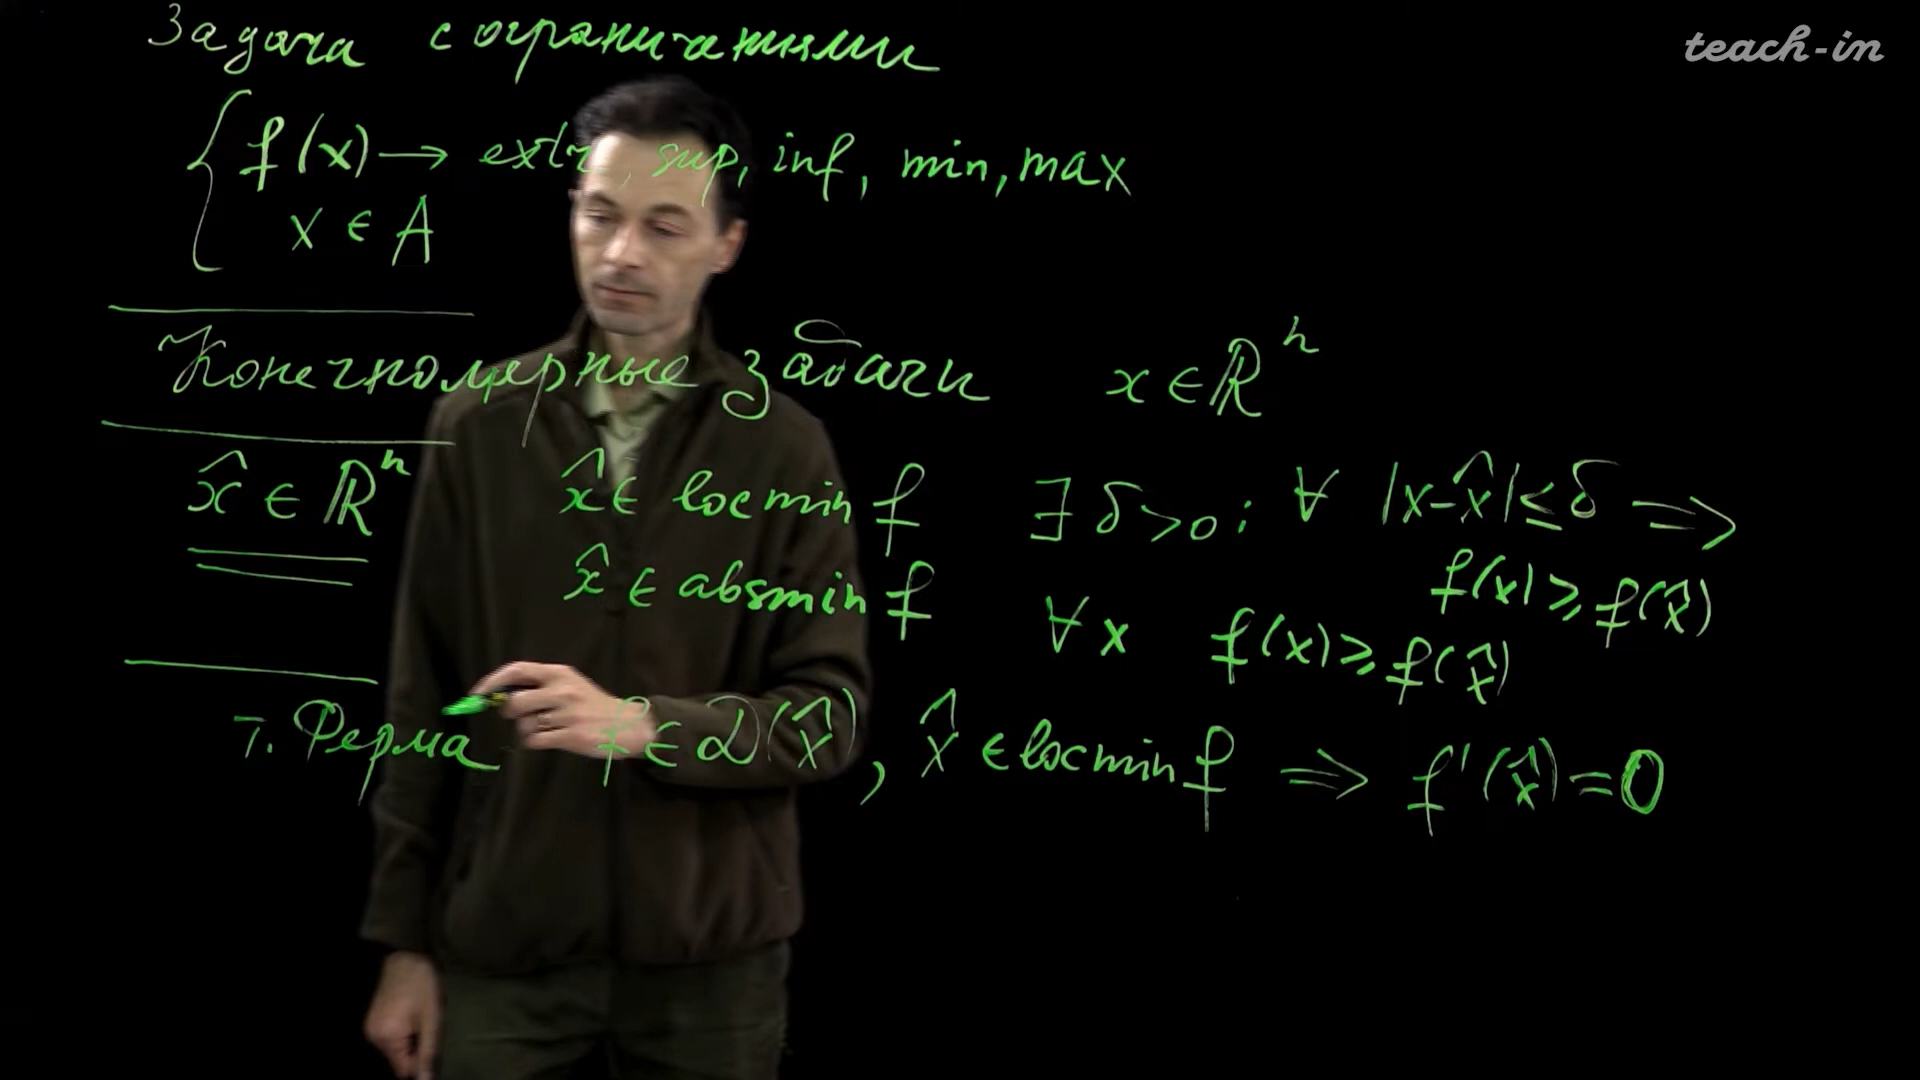 teach-in
Задача с ограничениями
{ f(x) → extr, sup, inf, min, max
x ∈ A
Конечномерные задачи x ∈ ℝⁿ
x̂ ∈ ℝⁿ x̂ ∈ locmin f ∃ δ>0: ∀ |x-x̂|≤δ ⇒
f(x) ⩾ f(x̂)
x̂ ∈ absmin f ∀x f(x) ⩾ f(x̂)
т. Ферма f ∈ D(x̂), x̂ ∈ locmin f ⇒ f'(x̂)=0